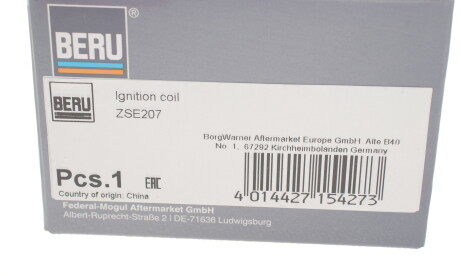 BERU
BERU
Ignition coil
ZSE207
BorgWarner Aftermarket Europe GmbH, Alte B40
No. 1, 67292 Kirchheimbolanden Germany
Pcs.1 EAC
Country of origin: China
4 014427 154273
Federal-Mogul Aftermarket GmbH
Albert-Ruprecht-Straße 2 | DE-71636 Ludwigsburg